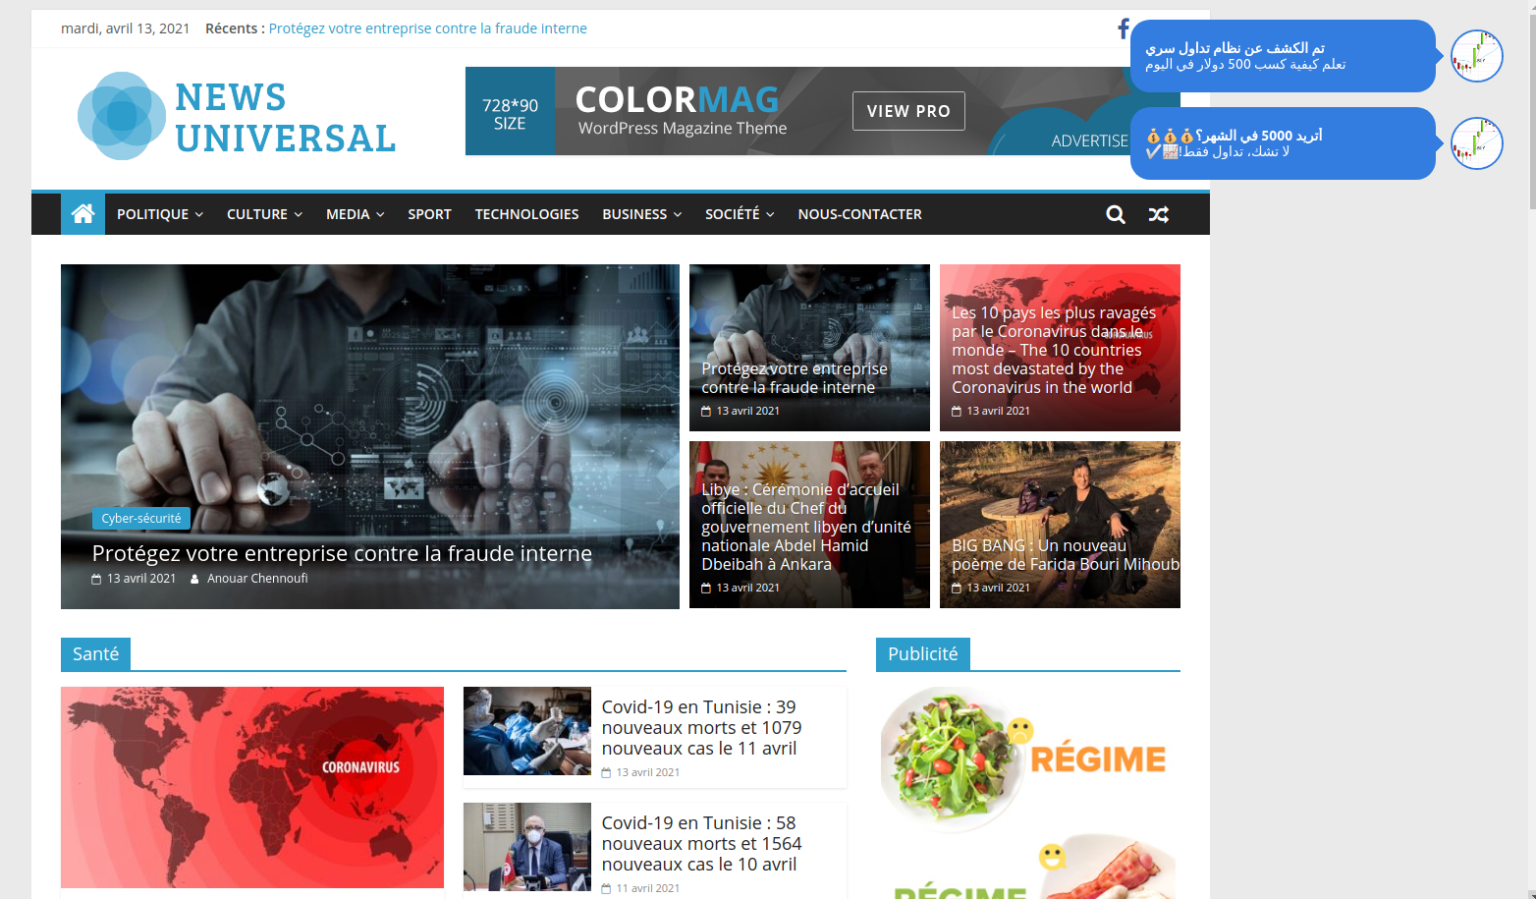 mardi, avril 13, 2021 Récents : Protégez votre entreprise contre la fraude interne
تم الكشف عن نظام تداول سري
تعلم كيفية كسب 500 دولار في اليوم
أتريد 5000 في الشهر؟💰💰💰
لا تشك، تداول فقط!📈✔️
NEWS
UNIVERSAL
728*90
SIZE
COLORMAG
WordPress Magazine Theme
VIEW PRO
ADVERTISE
POLITIQUE CULTURE MEDIA SPORT TECHNOLOGIES BUSINESS SOCIÉTÉ NOUS-CONTACTER
Cyber-sécurité
Protégez votre entreprise contre la fraude interne
13 avril 2021 Anouar Chennoufi
Protégez votre entreprise
contre la fraude interne
13 avril 2021
Les 10 pays les plus ravagés
par le Coronavirus dans le
monde – The 10 countries
most devastated by the
Coronavirus in the world
13 avril 2021
Libye : Cérémonie d’accueil
officielle du Chef du
gouvernement libyen d’unité
nationale Abdel Hamid
Dbeibah à Ankara
13 avril 2021
BIG BANG : Un nouveau
poème de Farida Bouri Mihoub
13 avril 2021
Santé
CORONAVIRUS
Covid-19 en Tunisie : 39
nouveaux morts et 1079
nouveaux cas le 11 avril
13 avril 2021
Covid-19 en Tunisie : 58
nouveaux morts et 1564
nouveaux cas le 10 avril
11 avril 2021
Publicité
RÉGIME
RÉGIME